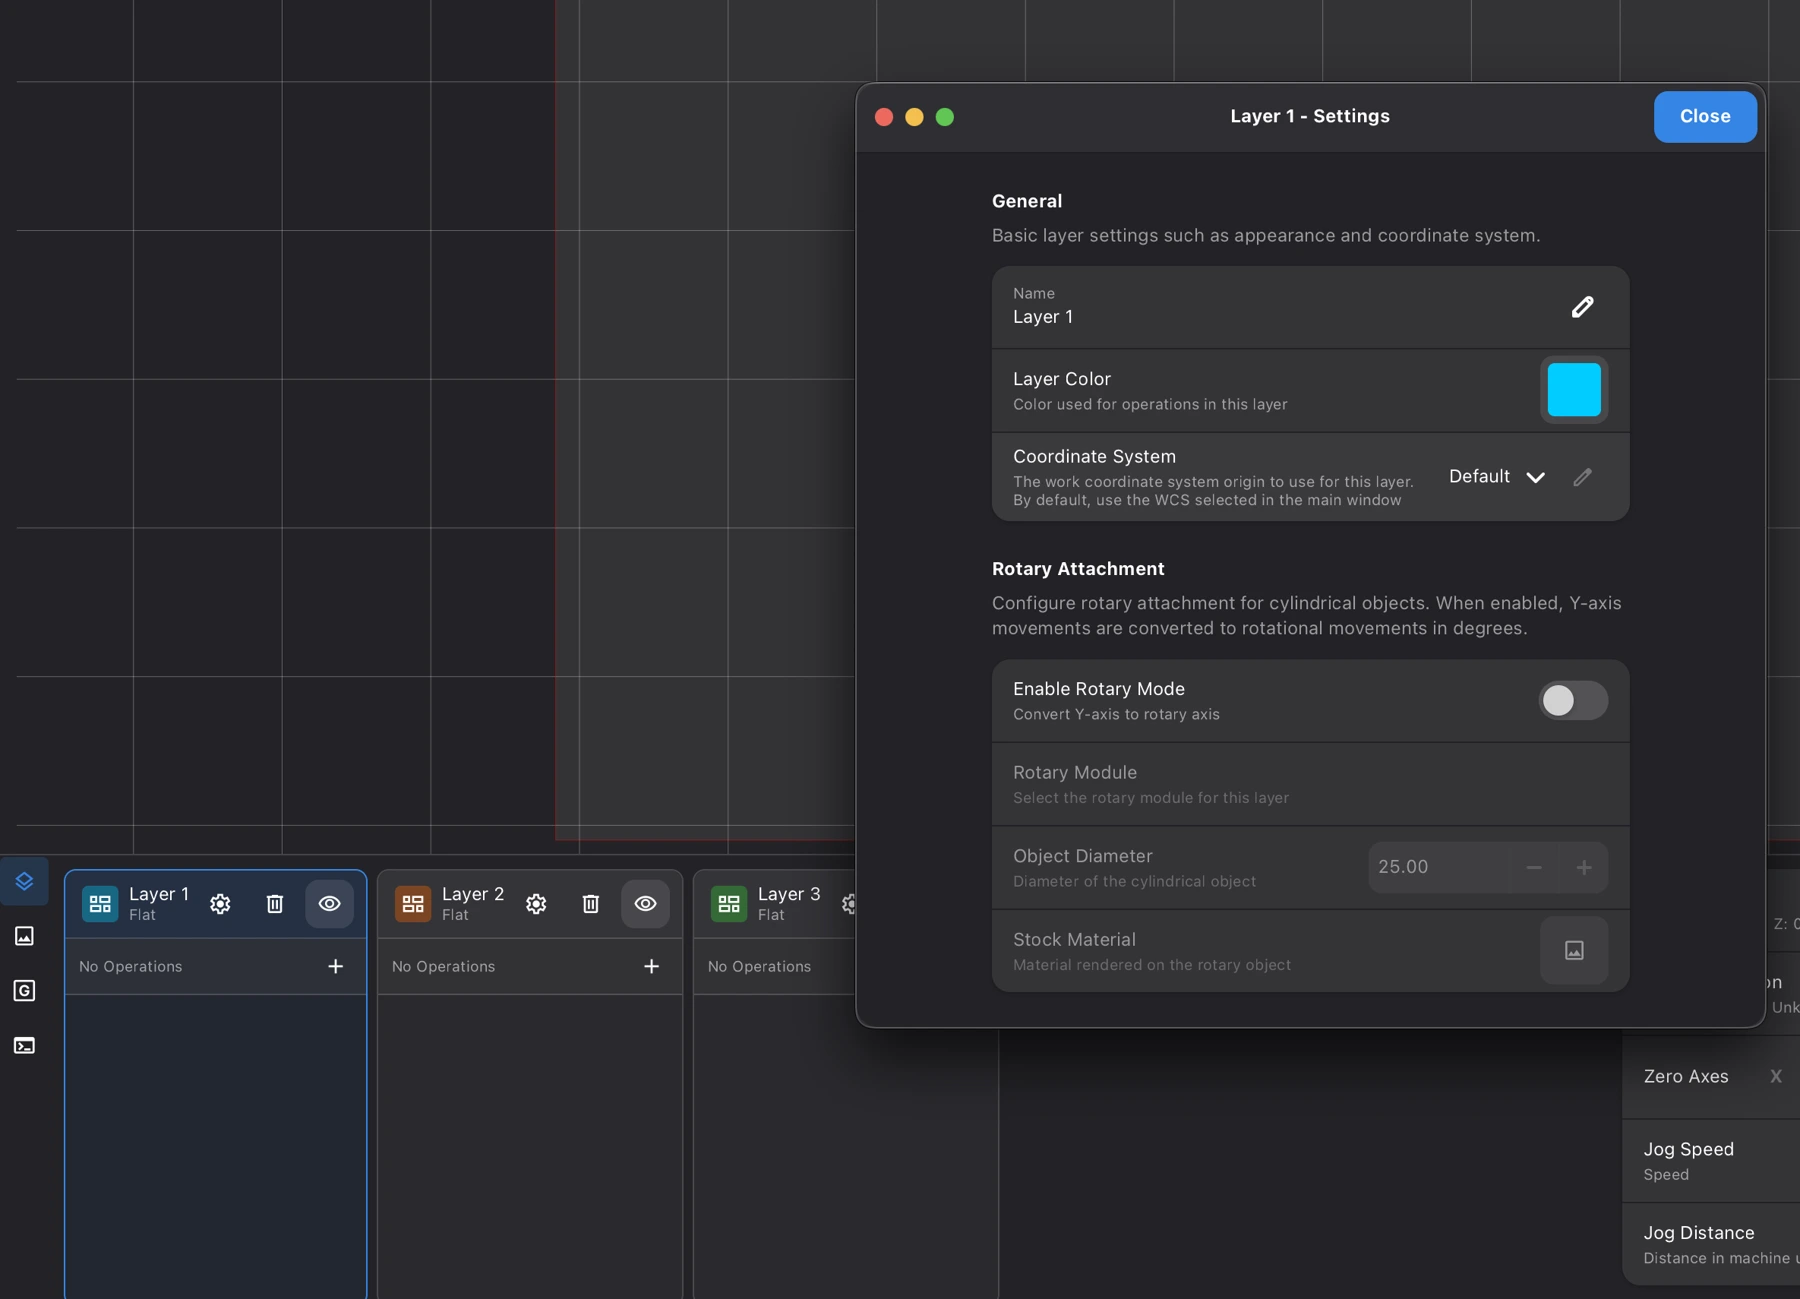 Layer 1 - Settings
Close
General
Basic layer settings such as appearance and coordinate system.
Name
Layer 1
Layer Color
Color used for operations in this layer
Coordinate System
The work coordinate system origin to use for this layer.
By default, use the WCS selected in the main window
Default
Rotary Attachment
Configure rotary attachment for cylindrical objects. When enabled, Y-axis
movements are converted to rotational movements in degrees.
Enable Rotary Mode
Convert Y-axis to rotary axis
Rotary Module
Select the rotary module for this layer
Object Diameter
Diameter of the cylindrical object
25.00
Stock Material
Material rendered on the rotary object
Layer 1
Flat
No Operations
Layer 2
Flat
No Operations
Layer 3
Flat
No Operations
G
Z:
Zero Axes
X
Jog Speed
Speed
Jog Distance
Distance in machine